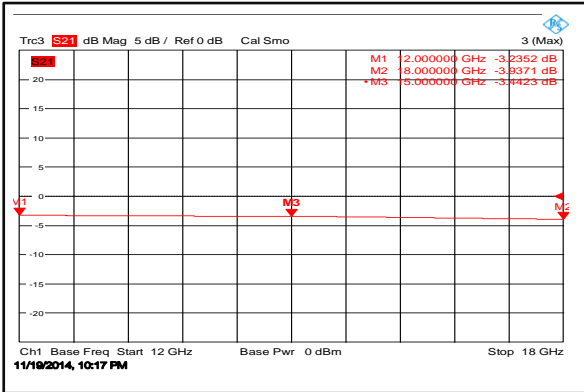 Trc3 S21 dB Mag 5 dB / Ref 0 dB Cal Smo 3 (Max)
S21
M1 12.000000 GHz -3.2352 dB
M2 18.000000 GHz -3.9371 dB
•M3 15.000000 GHz -3.4423 dB
20
15
10
5
0
M1 M3 M2
-5
-10
-15
-20
Ch1 Base Freq Start 12 GHz Base Pwr 0 dBm Stop 18 GHz
11/19/2014, 10:17 PM